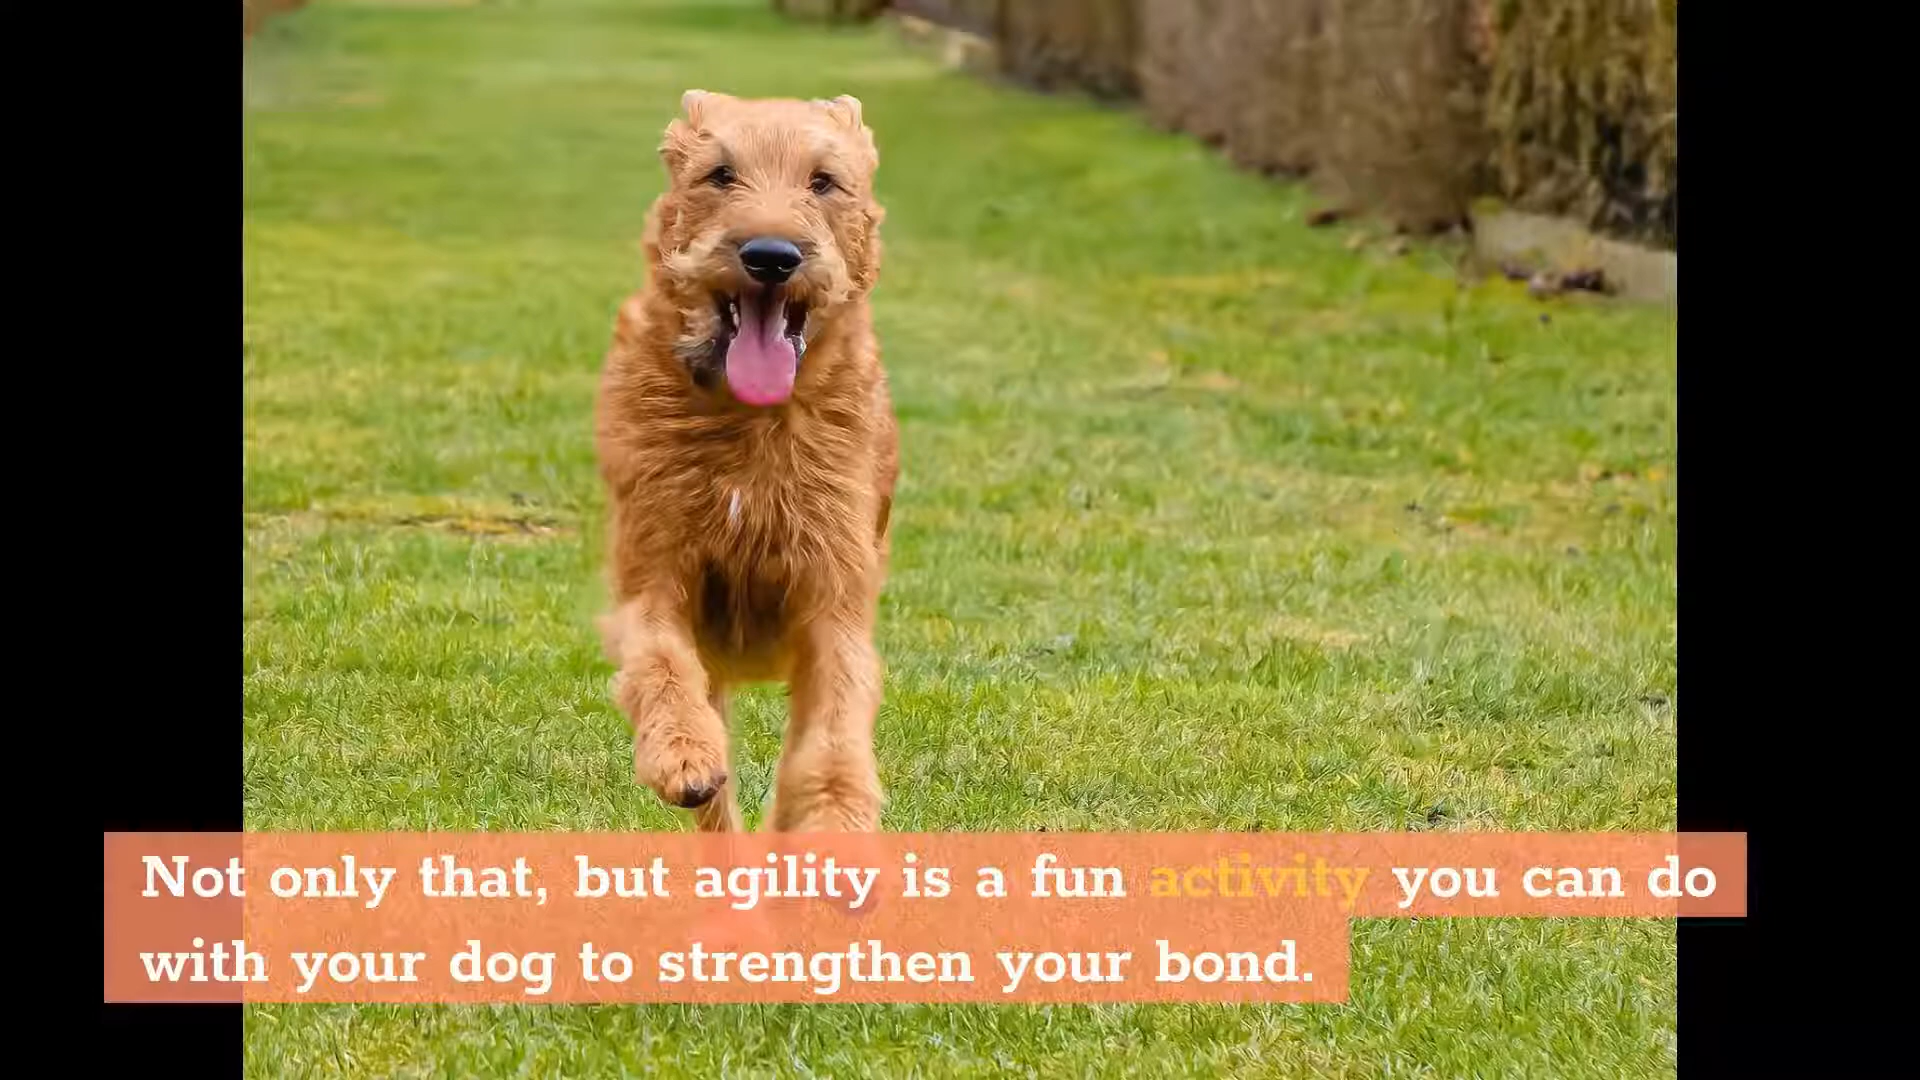 Not only that, but agility is a fun activity you can do
with your dog to strengthen your bond.